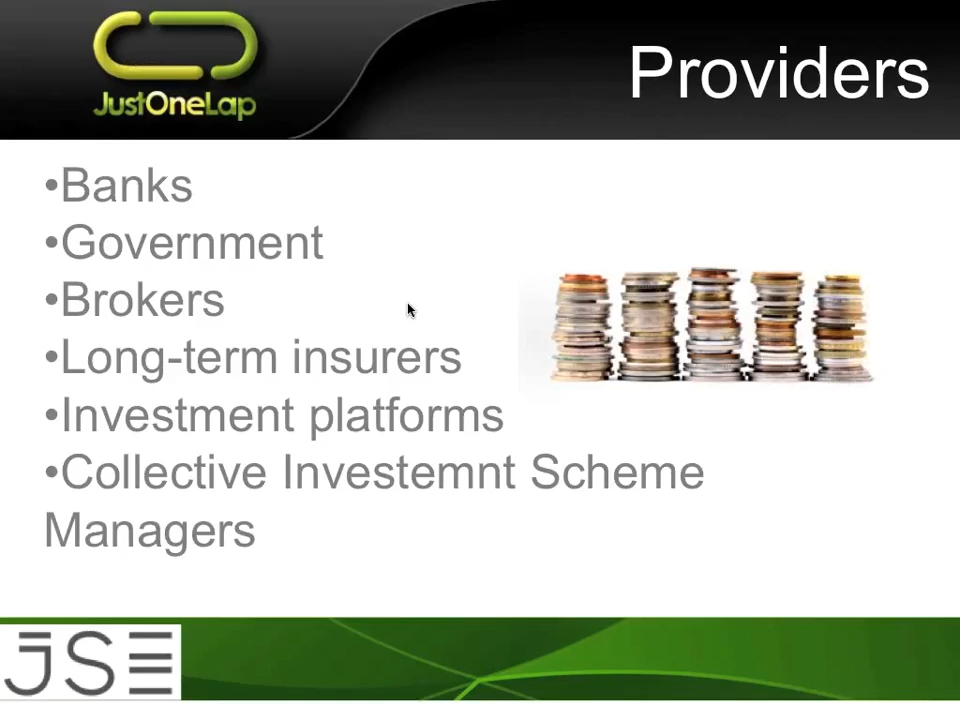 JustOneLap
Providers
•Banks
•Government
•Brokers
•Long-term insurers
•Investment platforms
•Collective Investemnt Scheme
Managers
JSE